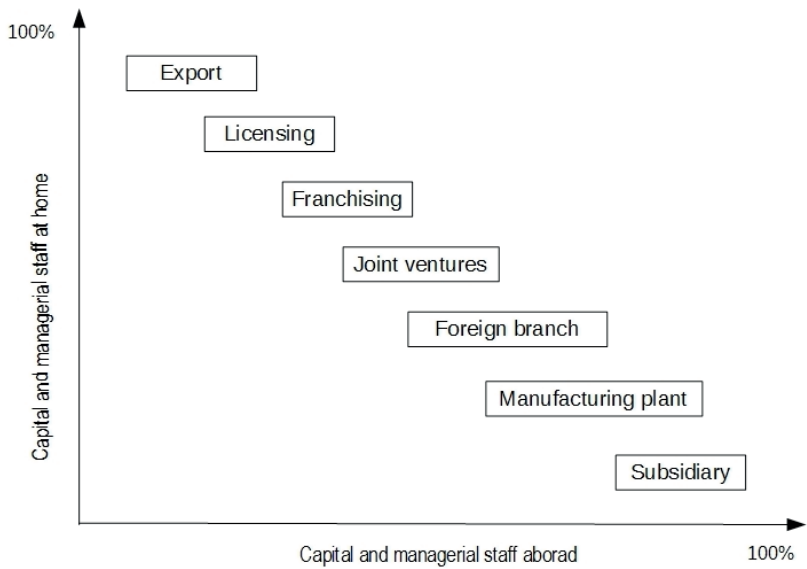 100%
Export
Licensing
Franchising
Joint ventures
Foreign branch
Manufacturing plant
Subsidiary
Capital and managerial staff at home
Capital and managerial staff aborad
100%